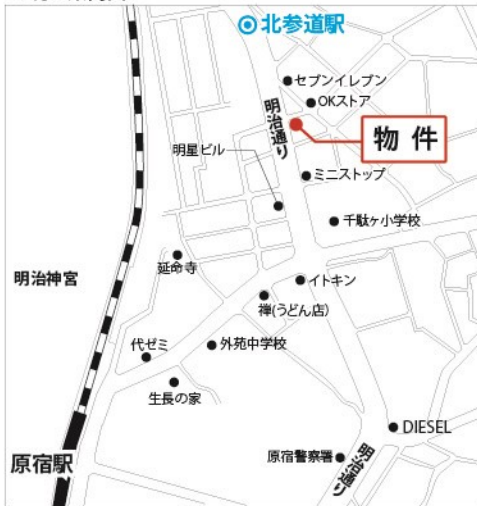 ◎北参道駅
セブンイレブン
OKストア
明治通り
物件
明星ビル
ミニストップ
千駄ヶ小学校
延命寺
明治神宮
イトキン
禅(うどん店)
代ゼミ
外苑中学校
生長の家
DIESEL
原宿駅
原宿警察署
明治通り